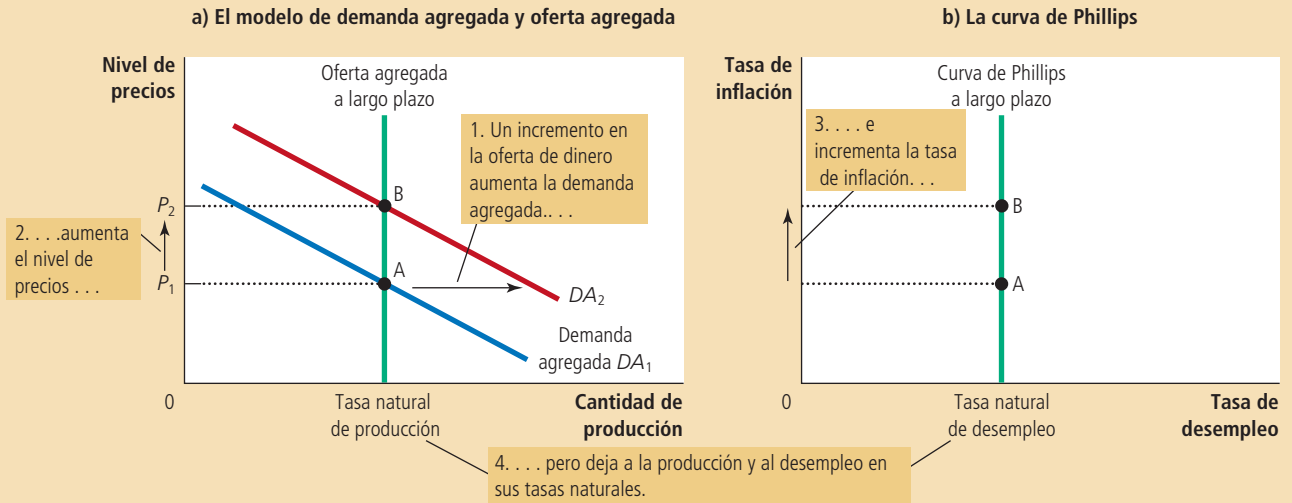 a) El modelo de demanda agregada y oferta agregada
Nivel de
precios
Oferta agregada
a largo plazo
1. Un incremento en
la oferta de dinero
aumenta la demanda
agregada.. . .
B
P2
2. . . .aumenta
el nivel de
precios . . .
A
P1
DA2
Demanda
agregada DA1
0
Tasa natural
de producción
Cantidad de
producción
b) La curva de Phillips
Tasa de
inflación
Curva de Phillips
a largo plazo
3. . . . e
incrementa la tasa
de inflación. . .
B
A
0
Tasa natural
de desempleo
Tasa de
desempleo
4. . . . pero deja a la producción y al desempleo en
sus tasas naturales.